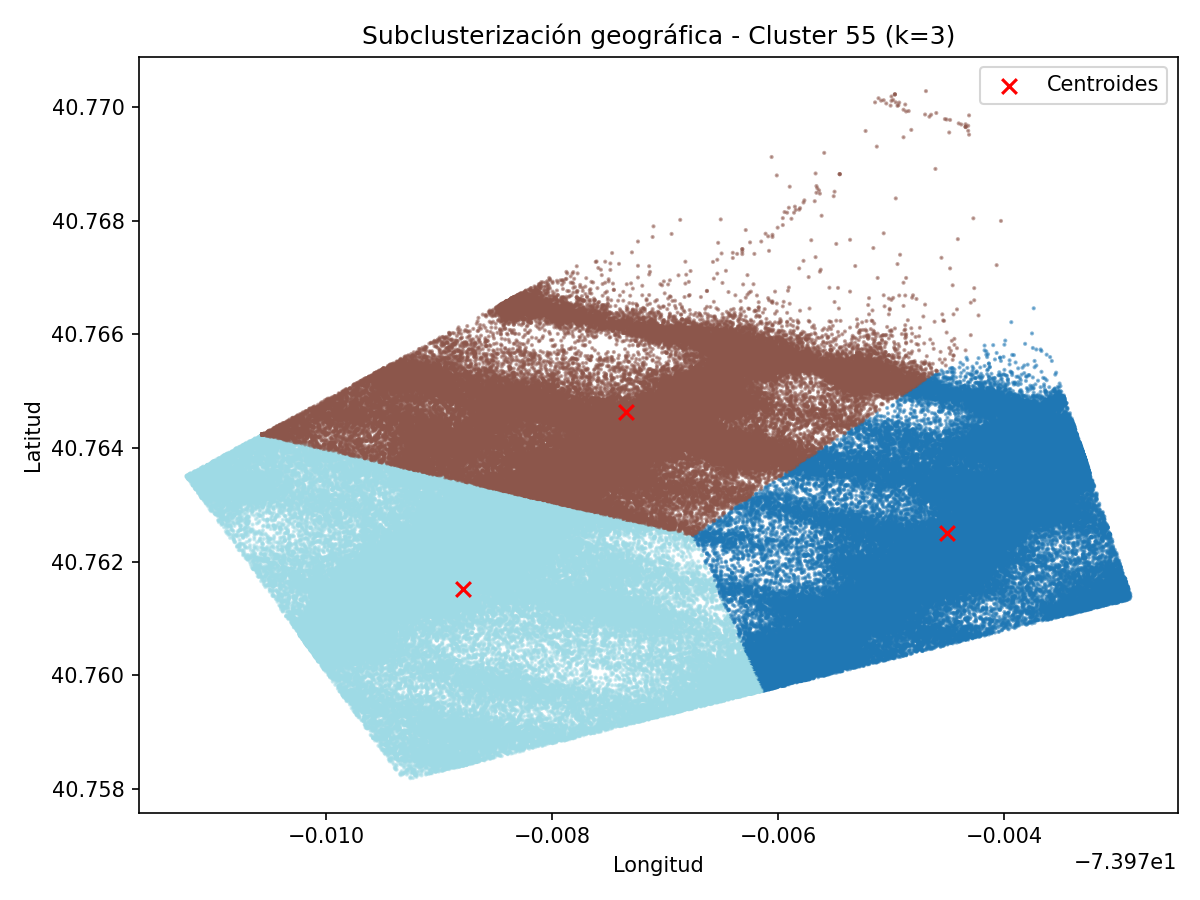 Subclusterización geográfica - Cluster 55 (k=3)
Centroides
40.770
40.768
40.766
40.764
40.762
40.760
40.758
Latitud
−0.010
−0.008
−0.006
−0.004
Longitud
−7.397e1